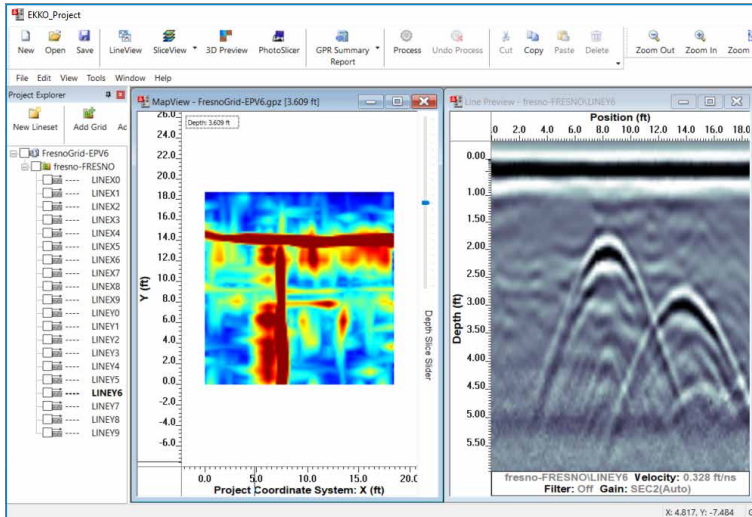 EKKO_Project
New Open Save LineView SliceView 3D Preview PhotoSlicer GPR Summary Report Process Undo Process Cut Copy Paste Delete Zoom Out Zoom In Zoom
File Edit View Tools Window Help
Project Explorer
New Lineset Add Grid Ac
FresnoGrid-EPV6
fresno-FRESNO
---- LINEX0
---- LINEX1
---- LINEX2
---- LINEX3
---- LINEX4
---- LINEX5
---- LINEX6
---- LINEX7
---- LINEX8
---- LINEX9
---- LINEY0
---- LINEY1
---- LINEY2
---- LINEY3
---- LINEY4
---- LINEY5
---- LINEY6
---- LINEY7
---- LINEY8
---- LINEY9
MapView - FresnoGrid-EPV6.gpz [3.609 ft]
Depth: 3.609 ft
26.0
24.0
22.0
20.0
18.0
16.0
14.0
12.0
10.0
8.0
6.0
4.0
2.0
0.0
-2.0
-4.0
-6.0
Y (ft)
Depth Slice Slider
0.0 5.0 10.0 15.0 20.0
Project Coordinate System: X (ft)
Line Preview - fresno-FRESNO\LINEY6
Position (ft)
0.0 2.0 4.0 6.0 8.0 10.0 12.0 14.0 16.0 18.0
0.00
1.00
1.50
2.00
2.50
3.00
3.50
4.00
4.50
5.00
5.50
Depth (ft)
fresno-FRESNO\LINEY6 Velocity: 0.328 ft/ns
Filter: Off Gain: SEC2(Auto)
X: 4.817, Y: -7.484